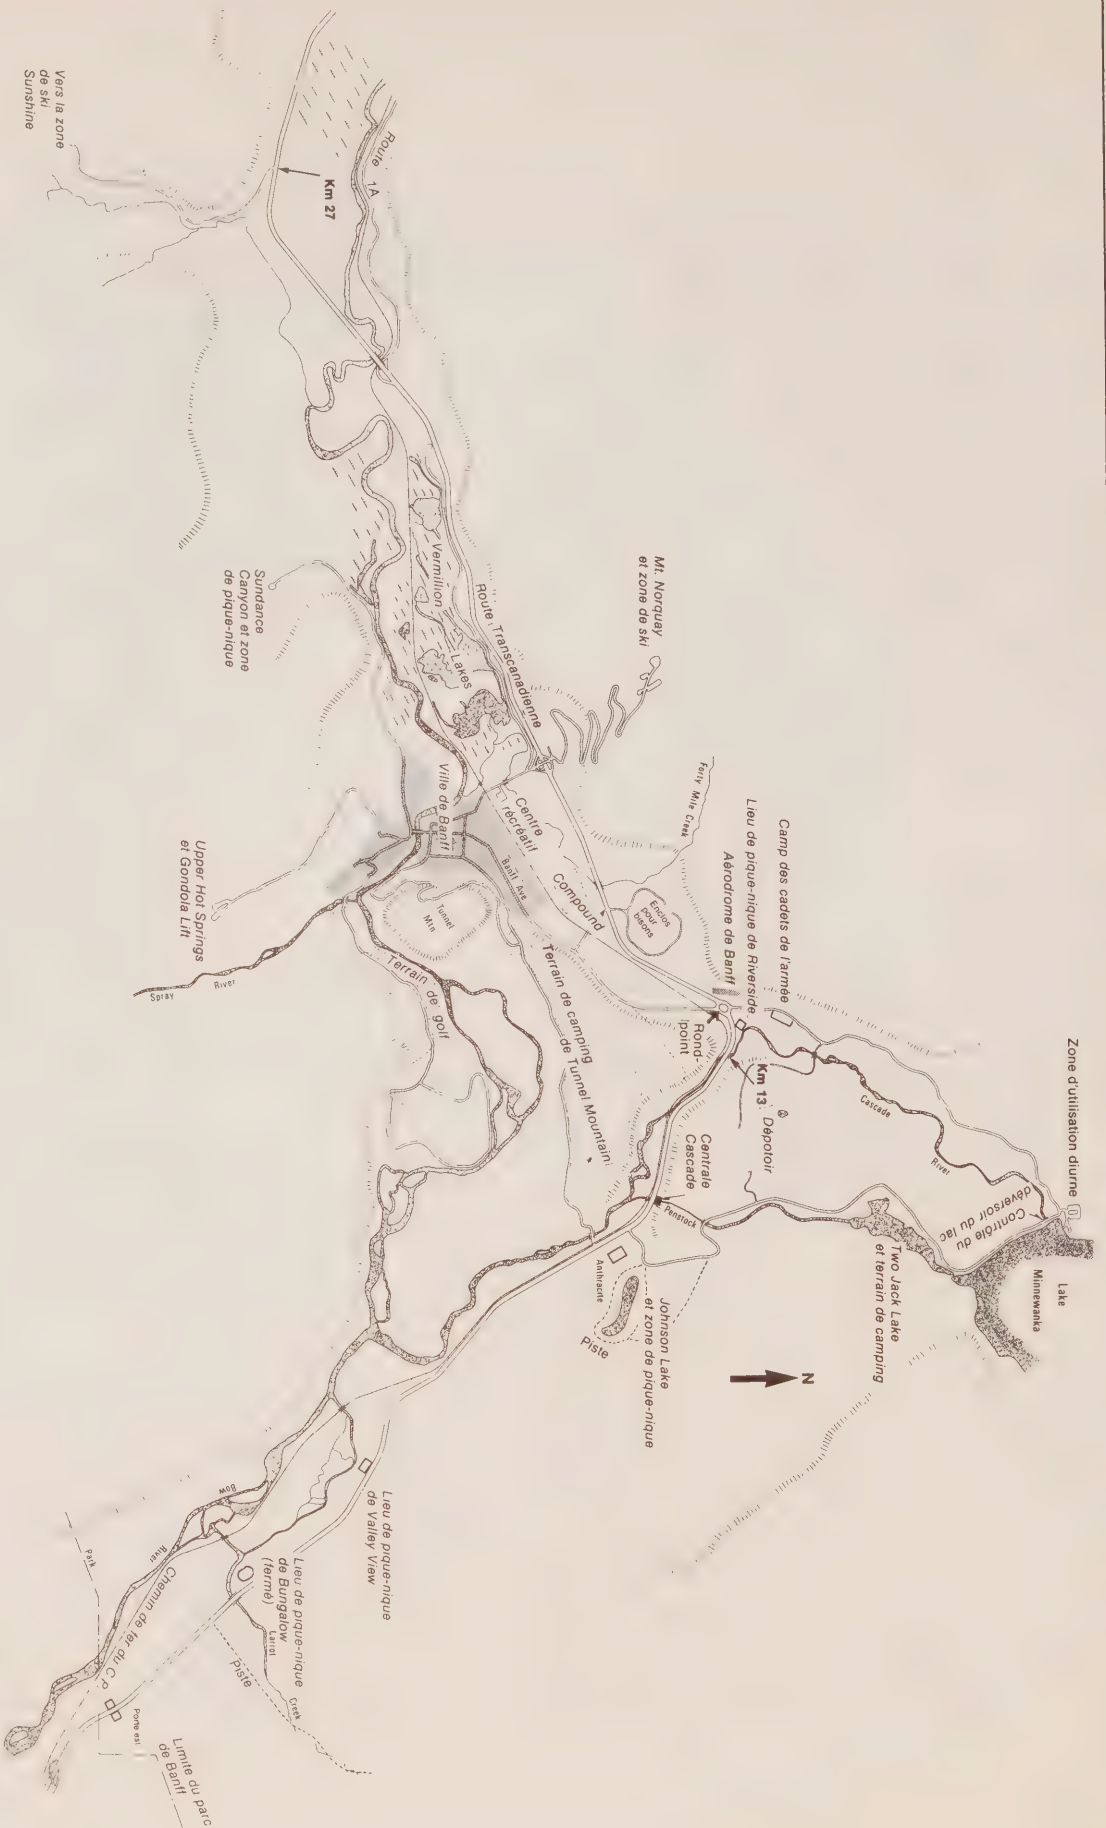 Vers la zone
de ski
Sunshine
Km 27
Route 1A
Sundance
Canyon et zone
de pique-nique
Vermillion
Lakes
Route Transcanadienne
Mt. Norquay
et zone de ski
Forty Mile Creek
Ville de Banff
Centre
récréatif
Banff Ave
Compound
Enclos
pour
bisons
Upper Hot Springs
et Gondola Lift
Spray River
Tunnel
Mtn
Terrain de golf
Terrain de camping
de Tunnel Mountain
Camp des cadets de l'armée
Lieu de pique-nique de Riverside
Aérodrome de Banff
Rond-
point
Km 13
Dépotoir
Cascade River
Centrale
Cascade
Penstock
Anthracite
Zone d'utilisation diurne
Contrôle du
déversoir du lac
Lake
Minnewanka
Two Jack Lake
et terrain de camping
Johnson Lake
et zone de pique-nique
Piste
N
Lieu de pique-nique
de Valley View
Lieu de pique-nique
de Bungalow
(fermé)
Carrot Creek
Piste
Bow River
Chemin de fer du C.P.
Park
Porte est
Limite du parc
de Banff